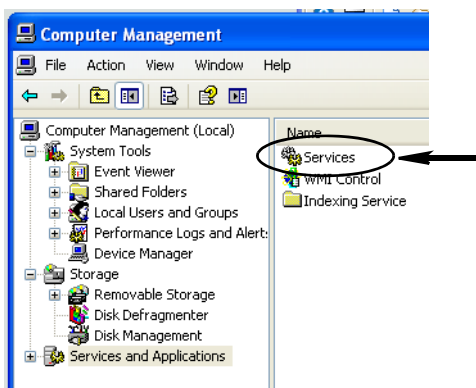 Computer Management
File Action View Window Help
Computer Management (Local)
System Tools
Event Viewer
Shared Folders
Local Users and Groups
Performance Logs and Alert
Device Manager
Storage
Removable Storage
Disk Defragmenter
Disk Management
Services and Applications
Name
Services
WMI Control
Indexing Service